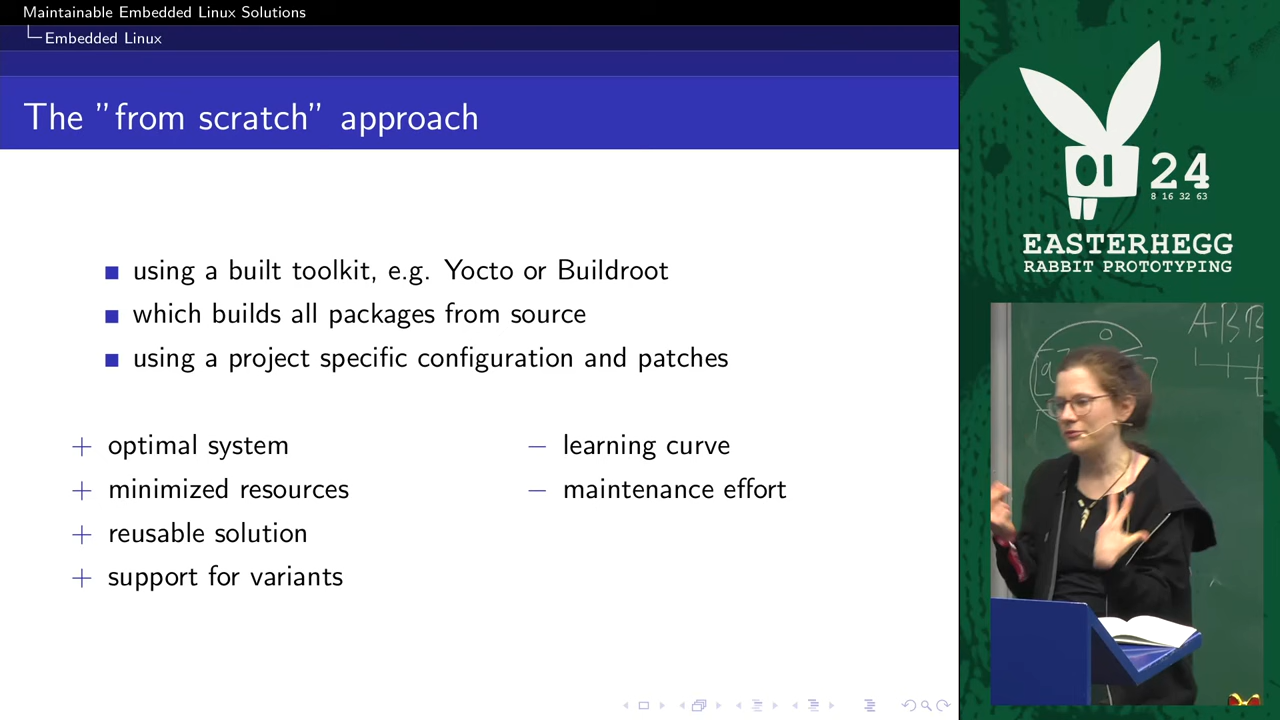 Maintainable Embedded Linux Solutions
Embedded Linux
The "from scratch" approach
using a built toolkit, e.g. Yocto or Buildroot
which builds all packages from source
using a project specific configuration and patches
+ optimal system
+ minimized resources
+ reusable solution
+ support for variants
− learning curve
− maintenance effort
24
8 16 32 63
EASTERHEGG
RABBIT PROTOTYPING
A B B